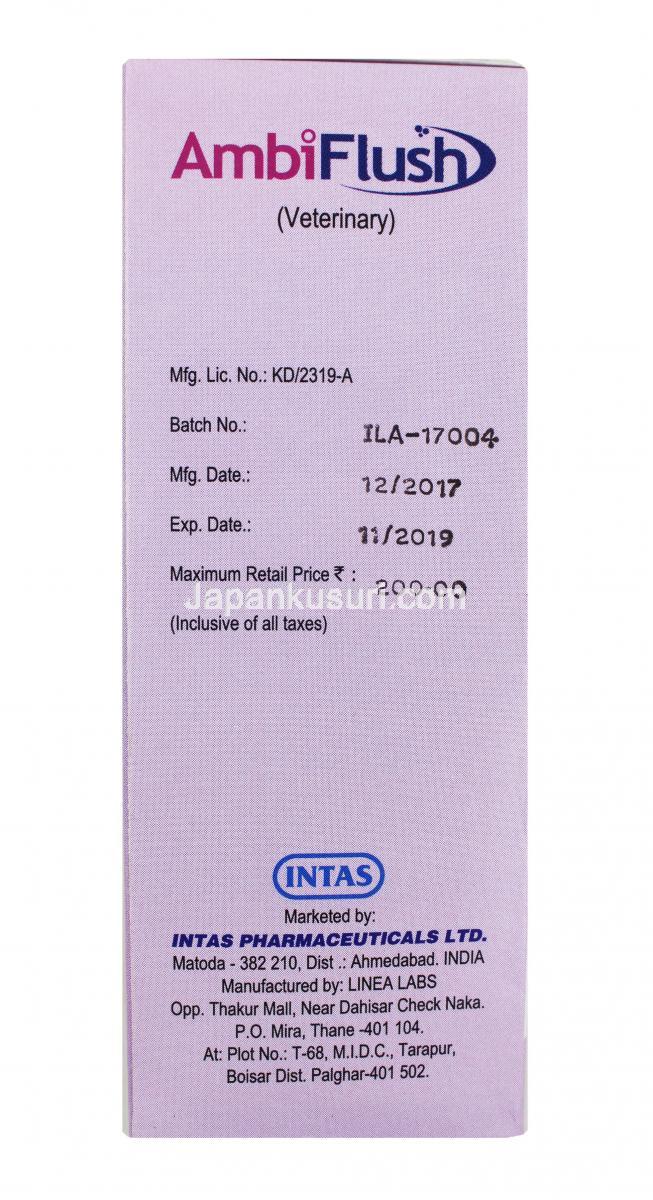 AmbiFlush
(Veterinary)
Mfg. Lic. No.: KD/2319-A
Batch No.: ILA-17004
Mfg. Date.: 12/2017
Exp. Date.: 11/2019
Maximum Retail Price ₹ : 200.00
Japankusuri.com
(Inclusive of all taxes)
INTAS
Marketed by:
INTAS PHARMACEUTICALS LTD.
Matoda - 382 210, Dist .: Ahmedabad. INDIA
Manufactured by: LINEA LABS
Opp. Thakur Mall, Near Dahisar Check Naka.
P.O. Mira, Thane -401 104.
At: Plot No.: T-68, M.I.D.C., Tarapur,
Boisar Dist. Palghar-401 502.